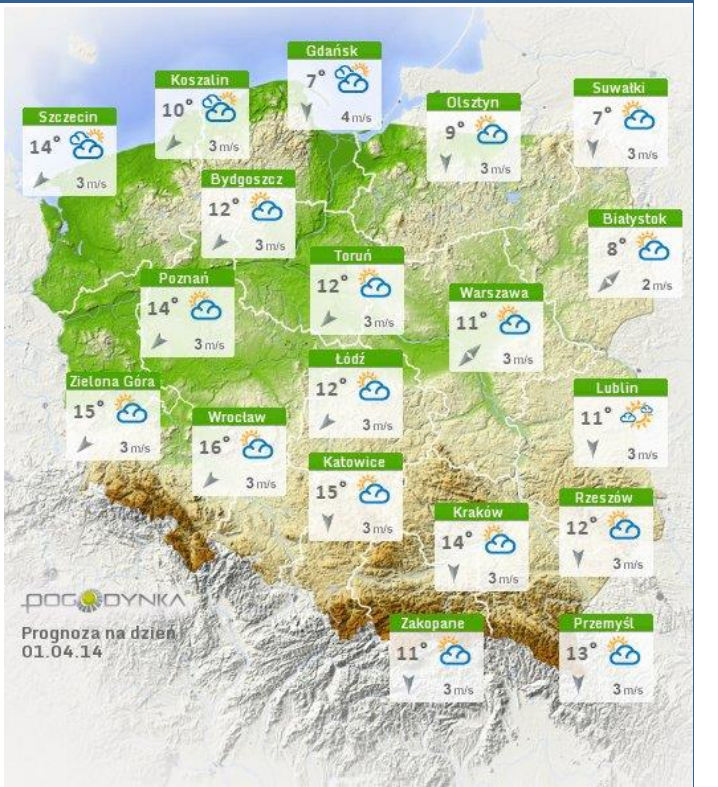 Gdańsk
7°
4 m/s
Koszalin
10°
3 m/s
Suwałki
7°
3 m/s
Olsztyn
9°
3 m/s
Szczecin
14°
3 m/s
Bydgoszcz
12°
3 m/s
Białystok
8°
2 m/s
Toruń
12°
3 m/s
Poznań
14°
3 m/s
Warszawa
11°
3 m/s
Łódź
12°
3 m/s
Zielona Góra
15°
3 m/s
Lublin
11°
3 m/s
Wrocław
16°
3 m/s
Katowice
15°
3 m/s
Rzeszów
12°
3 m/s
Kraków
14°
3 m/s
POGODYNKA
Prognoza na dzień
01.04.14
Zakopane
11°
3 m/s
Przemyśl
13°
3 m/s